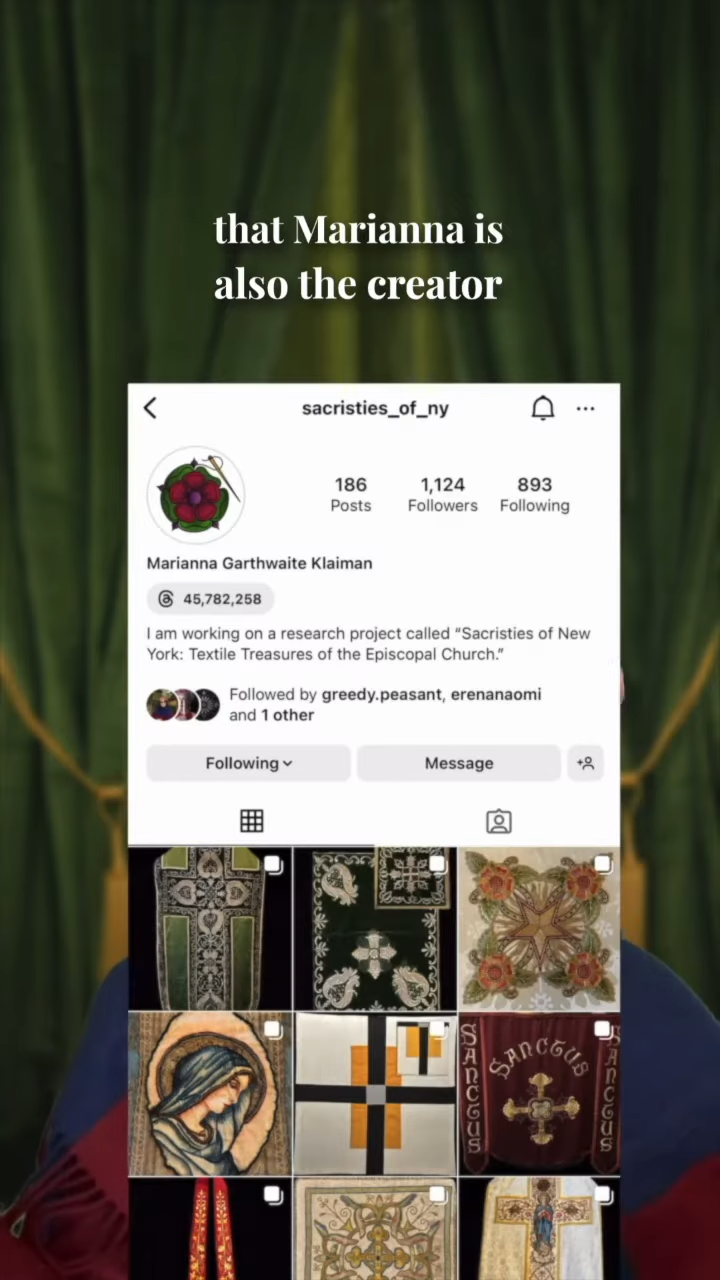 that Marianna is
also the creator
sacristies_of_ny
186
1,124
893
Posts
Followers
Following
Marianna Garthwaite Klaiman
45,782,258
I am working on a research project called “Sacristies of New
York: Textile Treasures of the Episcopal Church.”
Followed by greedy.peasant, erenanaomi
and 1 other
Following
Message
SANCTUS
SANCTUS
SANCTUS